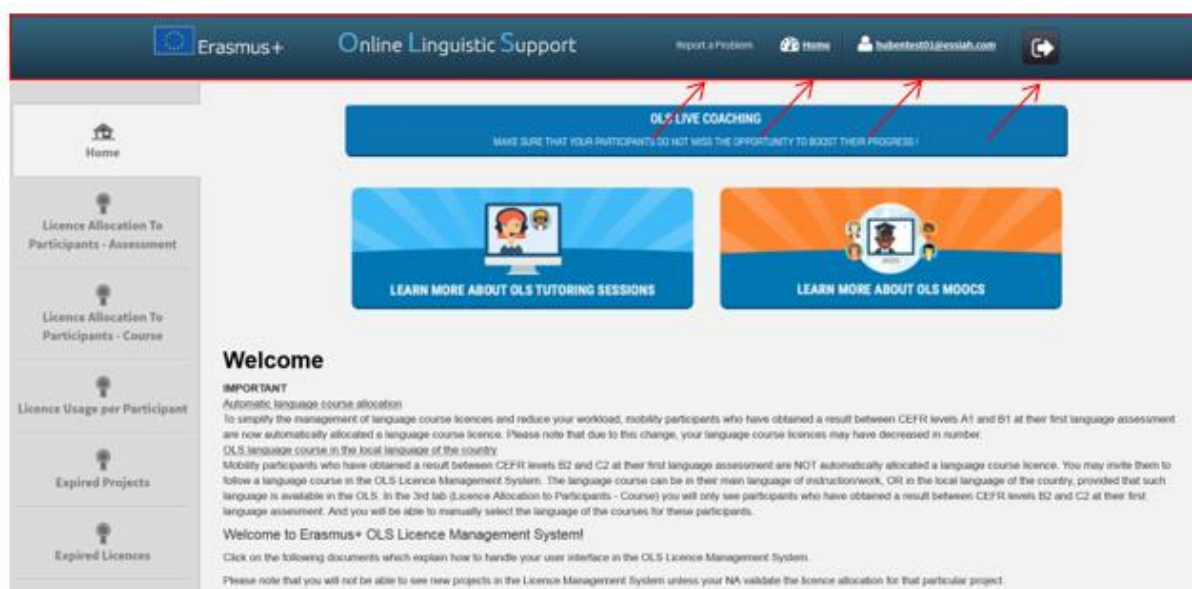 Erasmus+
Online Linguistic Support
Report a Problem
Home
hubentest01@essiah.com
OLS LIVE COACHING
MAKE SURE THAT YOUR PARTICIPANTS DO NOT MISS THE OPPORTUNITY TO BOOST THEIR PROGRESS !
Home
Licence Allocation To
Participants - Assessment
Licence Allocation To
Participants - Course
Licence Usage per Participant
Expired Projects
Expired Licences
LEARN MORE ABOUT OLS TUTORING SESSIONS
LEARN MORE ABOUT OLS MOOCS
Welcome
IMPORTANT
Automatic language course allocation
To simplify the management of language course licences and reduce your workload, mobility participants who have obtained a result between CEFR levels A1 and B1 at their first language assessment
are now automatically allocated a language course licence. Please note that due to this change, your language course licences may have decreased in number.
OLS language course in the local language of the country
Mobility participants who have obtained a result between CEFR levels B2 and C2 at their first language assessment are NOT automatically allocated a language course licence. You may invite them to
follow a language course in the OLS Licence Management System. The language course can be in their main language of instruction/work, OR in the local language of the country, provided that such
language is available in the OLS. In the 3rd tab (Licence Allocation to Participants - Course) you will only see participants who have obtained a result between CEFR levels B2 and C2 at their first
language assessment. And you will be able to manually select the language of the courses for these participants.
Welcome to Erasmus+ OLS Licence Management System!
Click on the following documents which explain how to handle your user interface in the OLS Licence Management System.
Please note that you will not be able to see new projects in the Licence Management System unless your NA validate the licence allocation for that particular project.